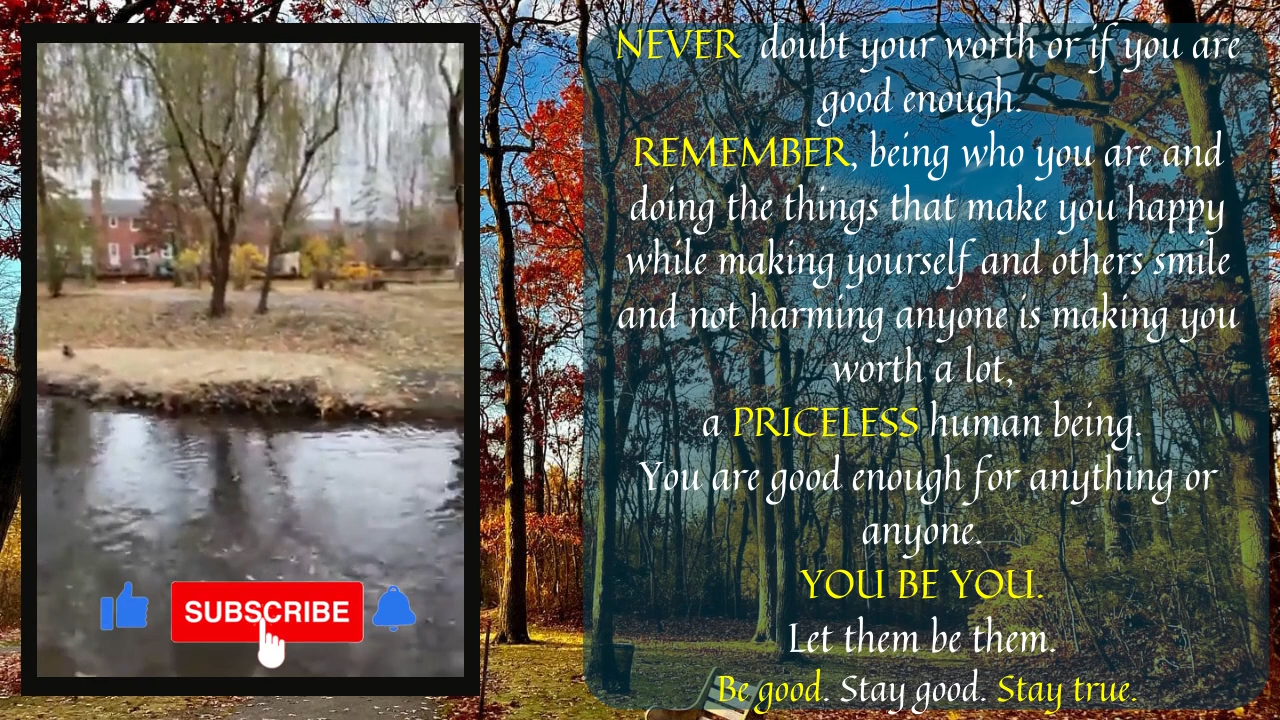 NEVER doubt your worth or if you are
good enough.
REMEMBER, being who you are and
doing the things that make you happy
while making yourself and others smile
and not harming anyone is making you
worth a lot,
a PRICELESS human being.
You are good enough for anything or
anyone.
YOU BE YOU.
Let them be them.
Be good. Stay good. Stay true.
SUBSCRIBE